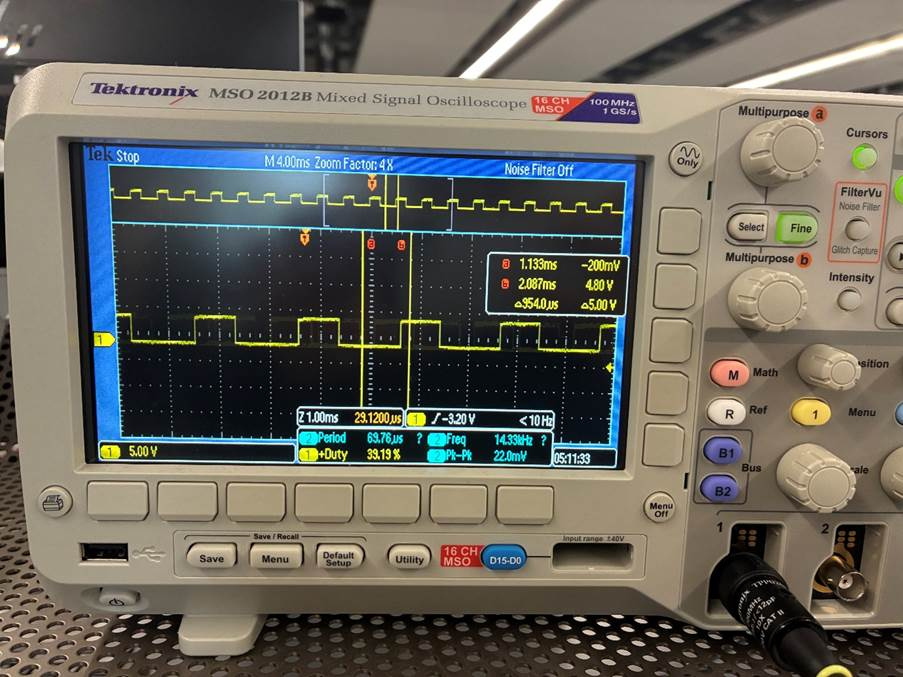 Tektronix MSO 2012B Mixed Signal Oscilloscope 16 CH MSO 100 MHz 1 GS/s
Tek Stop M 4.00ms Zoom Factor: 4 X Noise Filter Off
T
T a b
a 1.133ms -200mV
b 2.087ms 4.80 V
△954.0µs △5.00 V
1
Z 1.00ms 29.1200µs 1 -3.20 V <10 Hz
2 Period 69.76µs ? 2 Freq 14.33kHz ?
1 +Duty 39.19 % 2 Pk-Pk 22.0mV
1 5.00 V 05:11:33
Only
Multipurpose a
Cursors
FilterVu
Noise Filter
Glitch Capture
Select Fine
Multipurpose b
Intensity
M Math
R Ref
1 Menu
B1
B2
Bus
Menu Off
Save / Recall
Save Menu Default Setup Utility 16 CH MSO D15-D0
Input range ±40V
1 2